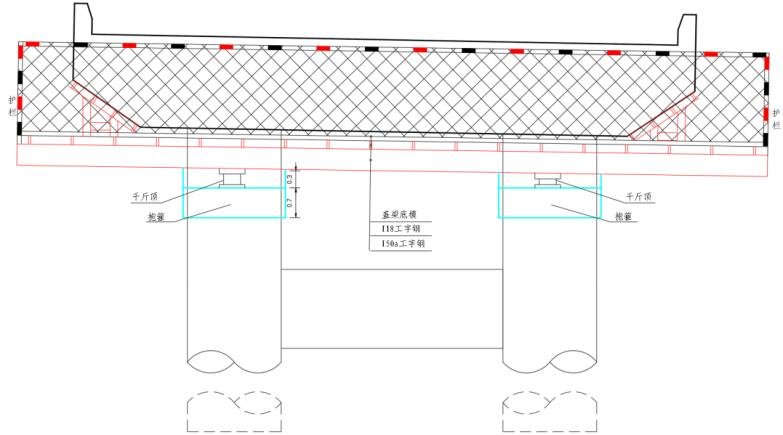 护栏
护栏
千斤顶
抱箍
0.3
0.7
盖梁底模
I18工字钢
I50a工字钢
千斤顶
抱箍